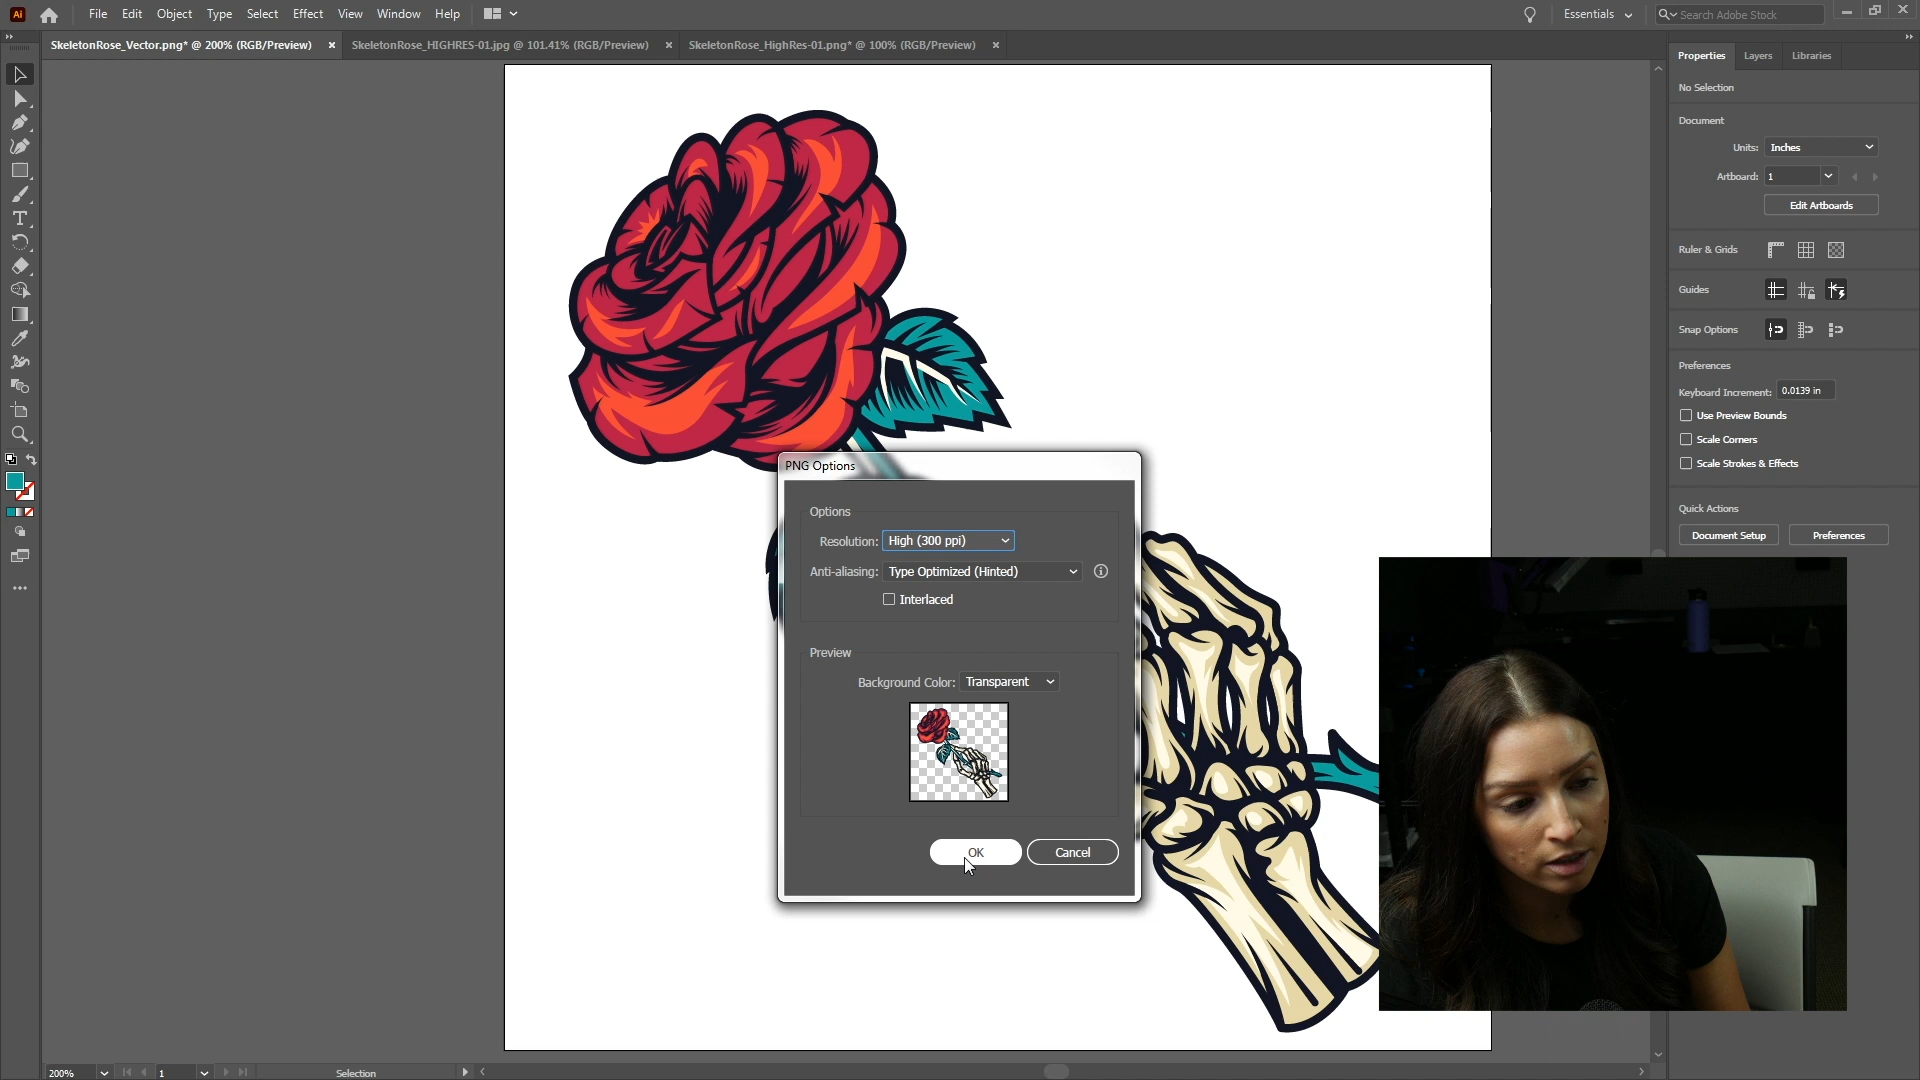 Ai File Edit Object Type Select Effect View Window Help Essentials Search Adobe Stock
SkeletonRose_Vector.png* @ 200% (RGB/Preview) × SkeletonRose_HIGHRES-01.jpg @ 101.41% (RGB/Preview) × SkeletonRose_HighRes-01.png* @ 100% (RGB/Preview) ×
Properties Layers Libraries
No Selection
Document
Units: Inches
Artboard: 1
Edit Artboards
Ruler & Grids
Guides
Snap Options
Preferences
Keyboard Increment: 0.0139 in
Use Preview Bounds
Scale Corners
Scale Strokes & Effects
Quick Actions
Document Setup Preferences
PNG Options
Options
Resolution: High (300 ppi)
Anti-aliasing: Type Optimized (Hinted)
Interlaced
Preview
Background Color: Transparent
OK Cancel
200% 1 Selection